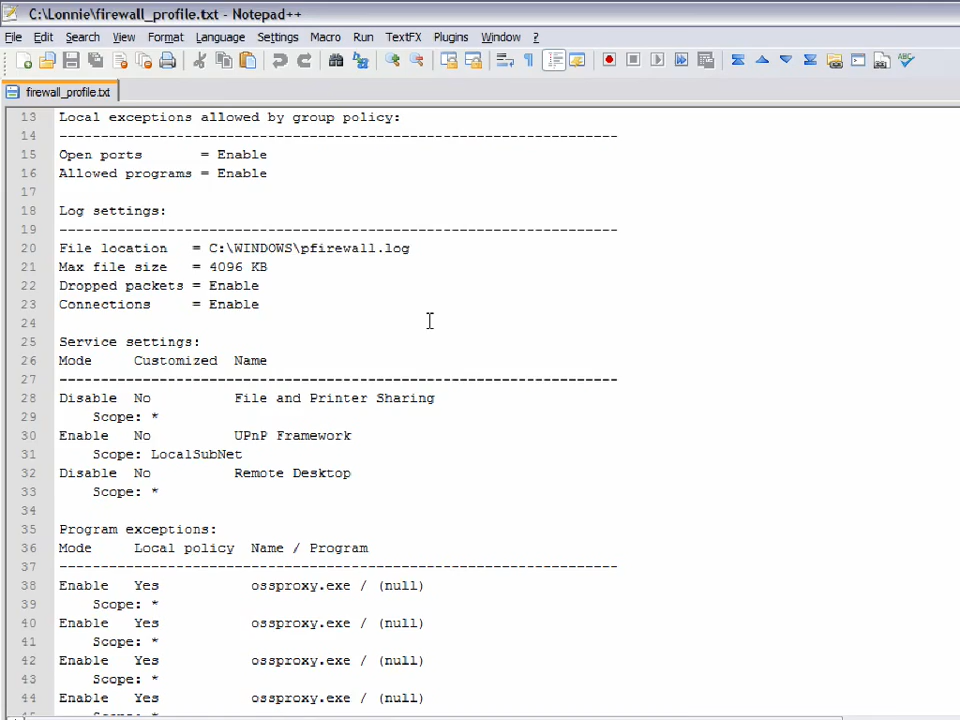 C:\Lonnie\firewall_profile.txt - Notepad++
File Edit Search View Format Language Settings Macro Run TextFX Plugins Window ?
firewall_profile.txt
13 Local exceptions allowed by group policy:
14 -------------------------------------------------------------------
15 Open ports       = Enable
16 Allowed programs = Enable
17
18 Log settings:
19 -------------------------------------------------------------------
20 File location   = C:\WINDOWS\pfirewall.log
21 Max file size   = 4096 KB
22 Dropped packets = Enable
23 Connections     = Enable
24
25 Service settings:
26 Mode     Customized  Name
27 -------------------------------------------------------------------
28 Disable  No          File and Printer Sharing
29     Scope: *
30 Enable   No          UPnP Framework
31     Scope: LocalSubNet
32 Disable  No          Remote Desktop
33     Scope: *
34
35 Program exceptions:
36 Mode     Local policy  Name / Program
37 -------------------------------------------------------------------
38 Enable   Yes           ossproxy.exe / (null)
39     Scope: *
40 Enable   Yes           ossproxy.exe / (null)
41     Scope: *
42 Enable   Yes           ossproxy.exe / (null)
43     Scope: *
44 Enable   Yes           ossproxy.exe / (null)